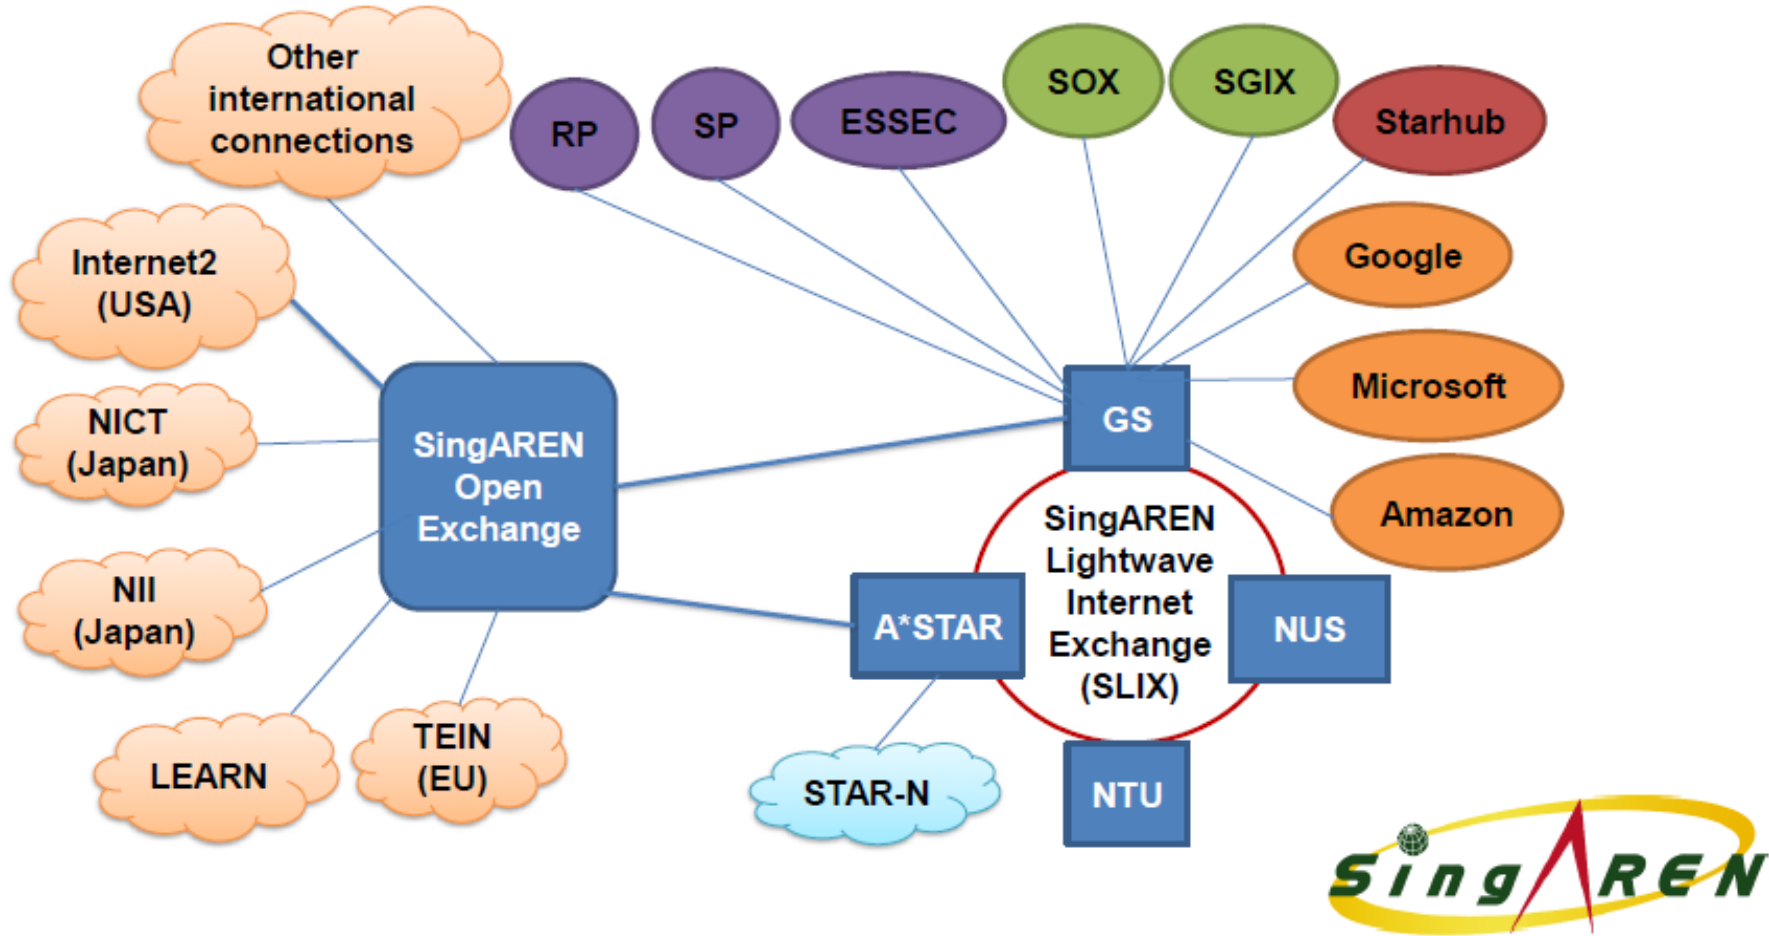 Other
international
connections
RP
SP
ESSEC
SOX
SGIX
Starhub
Internet2
(USA)
Google
NICT
(Japan)
Microsoft
SingAREN
Open
Exchange
GS
Amazon
NII
(Japan)
SingAREN
Lightwave
Internet
Exchange
(SLIX)
A*STAR
NUS
LEARN
TEIN
(EU)
STAR-N
NTU
SingAREN